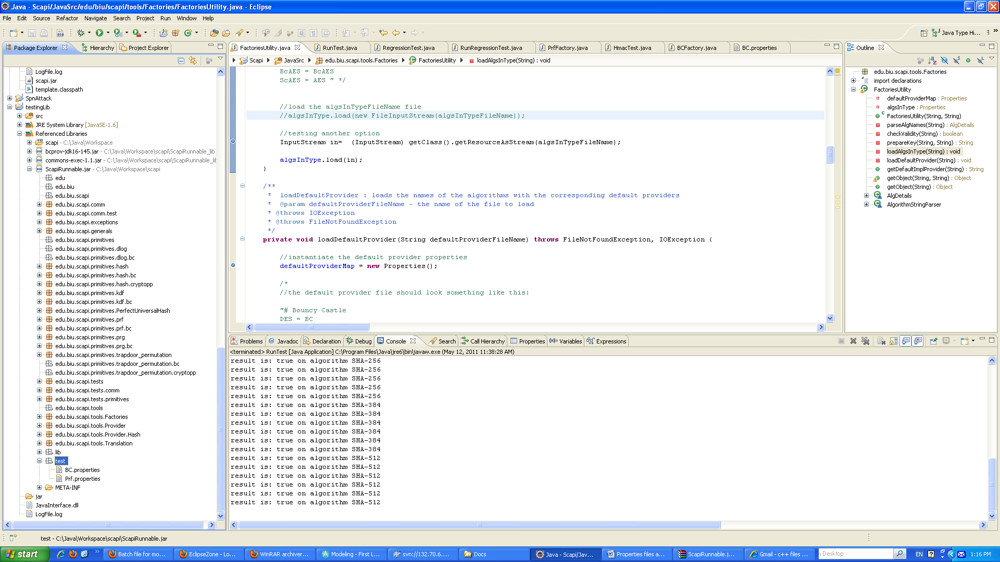 Java - Scapi/JavaSrc/edu/biu/scapi/tools/Factories/FactoriesUtility.java - Eclipse
File Edit Source Refactor Navigate Search Project Run Window Help
Java Type Hi...
Package Explorer Hierarchy Project Explorer
LogFile.log
scapi.jar
template.classpath
SpnAttack
testingLib
src
JRE System Library [JavaSE-1.6]
Referenced Libraries
scapi - C:\Java\Workspace
bcprov-jdk16-145.jar - C:\Java\Workspace\scapi\ScapiRunnable_lib
commons-exec-1.1.jar - C:\Java\Workspace\scapi\ScapiRunnable_lib
ScapiRunnable.jar - C:\Java\Workspace\scapi
edu
edu.biu
edu.biu.scapi
edu.biu.scapi.comm
edu.biu.scapi.comm.test
edu.biu.scapi.exceptions
edu.biu.scapi.generals
edu.biu.scapi.primitives
edu.biu.scapi.primitives.dlog
edu.biu.scapi.primitives.dlog.bc
edu.biu.scapi.primitives.hash
edu.biu.scapi.primitives.hash.bc
edu.biu.scapi.primitives.hash.cryptopp
edu.biu.scapi.primitives.kdf
edu.biu.scapi.primitives.kdf.bc
edu.biu.scapi.primitives.PerfectUniversalHash
edu.biu.scapi.primitives.prf
edu.biu.scapi.primitives.prf.bc
edu.biu.scapi.primitives.prg
edu.biu.scapi.primitives.prg.bc
edu.biu.scapi.primitives.trapdoor_permutation
edu.biu.scapi.primitives.trapdoor_permutation.bc
edu.biu.scapi.primitives.trapdoor_permutation.cryptopp
edu.biu.scapi.tests
edu.biu.scapi.tests.comm
edu.biu.scapi.tests.primitives
edu.biu.scapi.tools
edu.biu.scapi.tools.Factories
edu.biu.scapi.tools.Provider
edu.biu.scapi.tools.Provider.Hash
edu.biu.scapi.tools.Translation
lib
test
BC.properties
Prf.properties
META-INF
jar
JavaInterface.dll
LogFile.log
FactoriesUtility.java RunTest.java RegressionTest.java RunRegressionTest.java PrfFactory.java HmacTest.java BCFactory.java BC.properties
Scapi JavaSrc edu.biu.scapi.tools.Factories FactoriesUtility loadAlgsInType(String) : void
BcAES = BcAES
ScAES = AES " */
//load the algsInTypeFileName file
//algsInType.load(new FileInputStream(algsInTypeFileName));
//testing another option
InputStream in= (InputStream) getClass().getResourceAsStream(algsInTypeFileName);
algsInType.load(in);
}
/**
* loadDefaultProvider : loads the names of the algorithms with the corresponding default providers
* @param defaultProviderFileName - the name of the file to load
* @throws IOException
* @throws FileNotFoundException
*/
private void loadDefaultProvider(String defaultProviderFileName) throws FileNotFoundException, IOException {
//instantiate the default provider properties
defaultProviderMap = new Properties();
/*
//the default provider file should look something like this:
"# Bouncy Castle
DES = BC
Outline
edu.biu.scapi.tools.Factories
import declarations
FactoriesUtility
defaultProviderMap : Properties
algsInType : Properties
FactoriesUtility(String, String)
parseAlgNames(String) : AlgDetails
checkValidity(String) : boolean
prepareKey(String, String) : String
loadAlgsInType(String) : void
loadDefaultProvider(String) : void
getDefaultImplProvider(String) : String
getObject(String, String) : Object
getObject(String) : Object
AlgDetails
AlgorithmStringParser
Problems Javadoc Declaration Debug Console Search Call Hierarchy Properties Variables Expressions
<terminated> RunTest [Java Application] C:\Program Files\Java\jre6\bin\javaw.exe (May 12, 2011 11:38:28 AM)
result is: true on algorithm SHA-256
result is: true on algorithm SHA-256
result is: true on algorithm SHA-256
result is: true on algorithm SHA-256
result is: true on algorithm SHA-256
result is: true on algorithm SHA-384
result is: true on algorithm SHA-384
result is: true on algorithm SHA-384
result is: true on algorithm SHA-384
result is: true on algorithm SHA-384
result is: true on algorithm SHA-384
result is: true on algorithm SHA-512
result is: true on algorithm SHA-512
result is: true on algorithm SHA-512
result is: true on algorithm SHA-512
result is: true on algorithm SHA-512
result is: true on algorithm SHA-512
test - C:\Java\Workspace\scapi\ScapiRunnable.jar
start Batch file for mo... EclipseZone - Lo... WinRAR archiver... Modeling - First L... svn://132.70.6.... Docs Java - Scapi/Jav... Properties files a... ScapiRunnable.j... Gmail - c++ files ... Desktop EN 1:16 PM